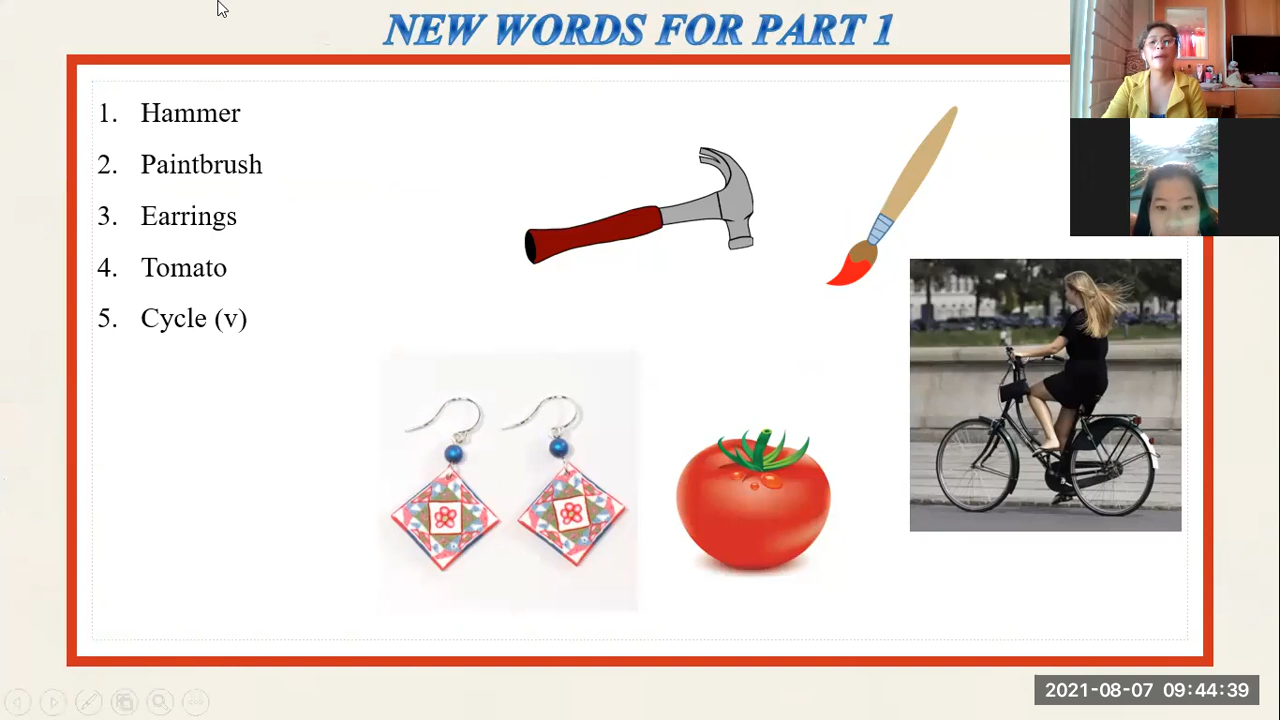 NEW WORDS FOR PART 1
1. Hammer
2. Paintbrush
3. Earrings
4. Tomato
5. Cycle (v)
2021-08-07 09:44:39